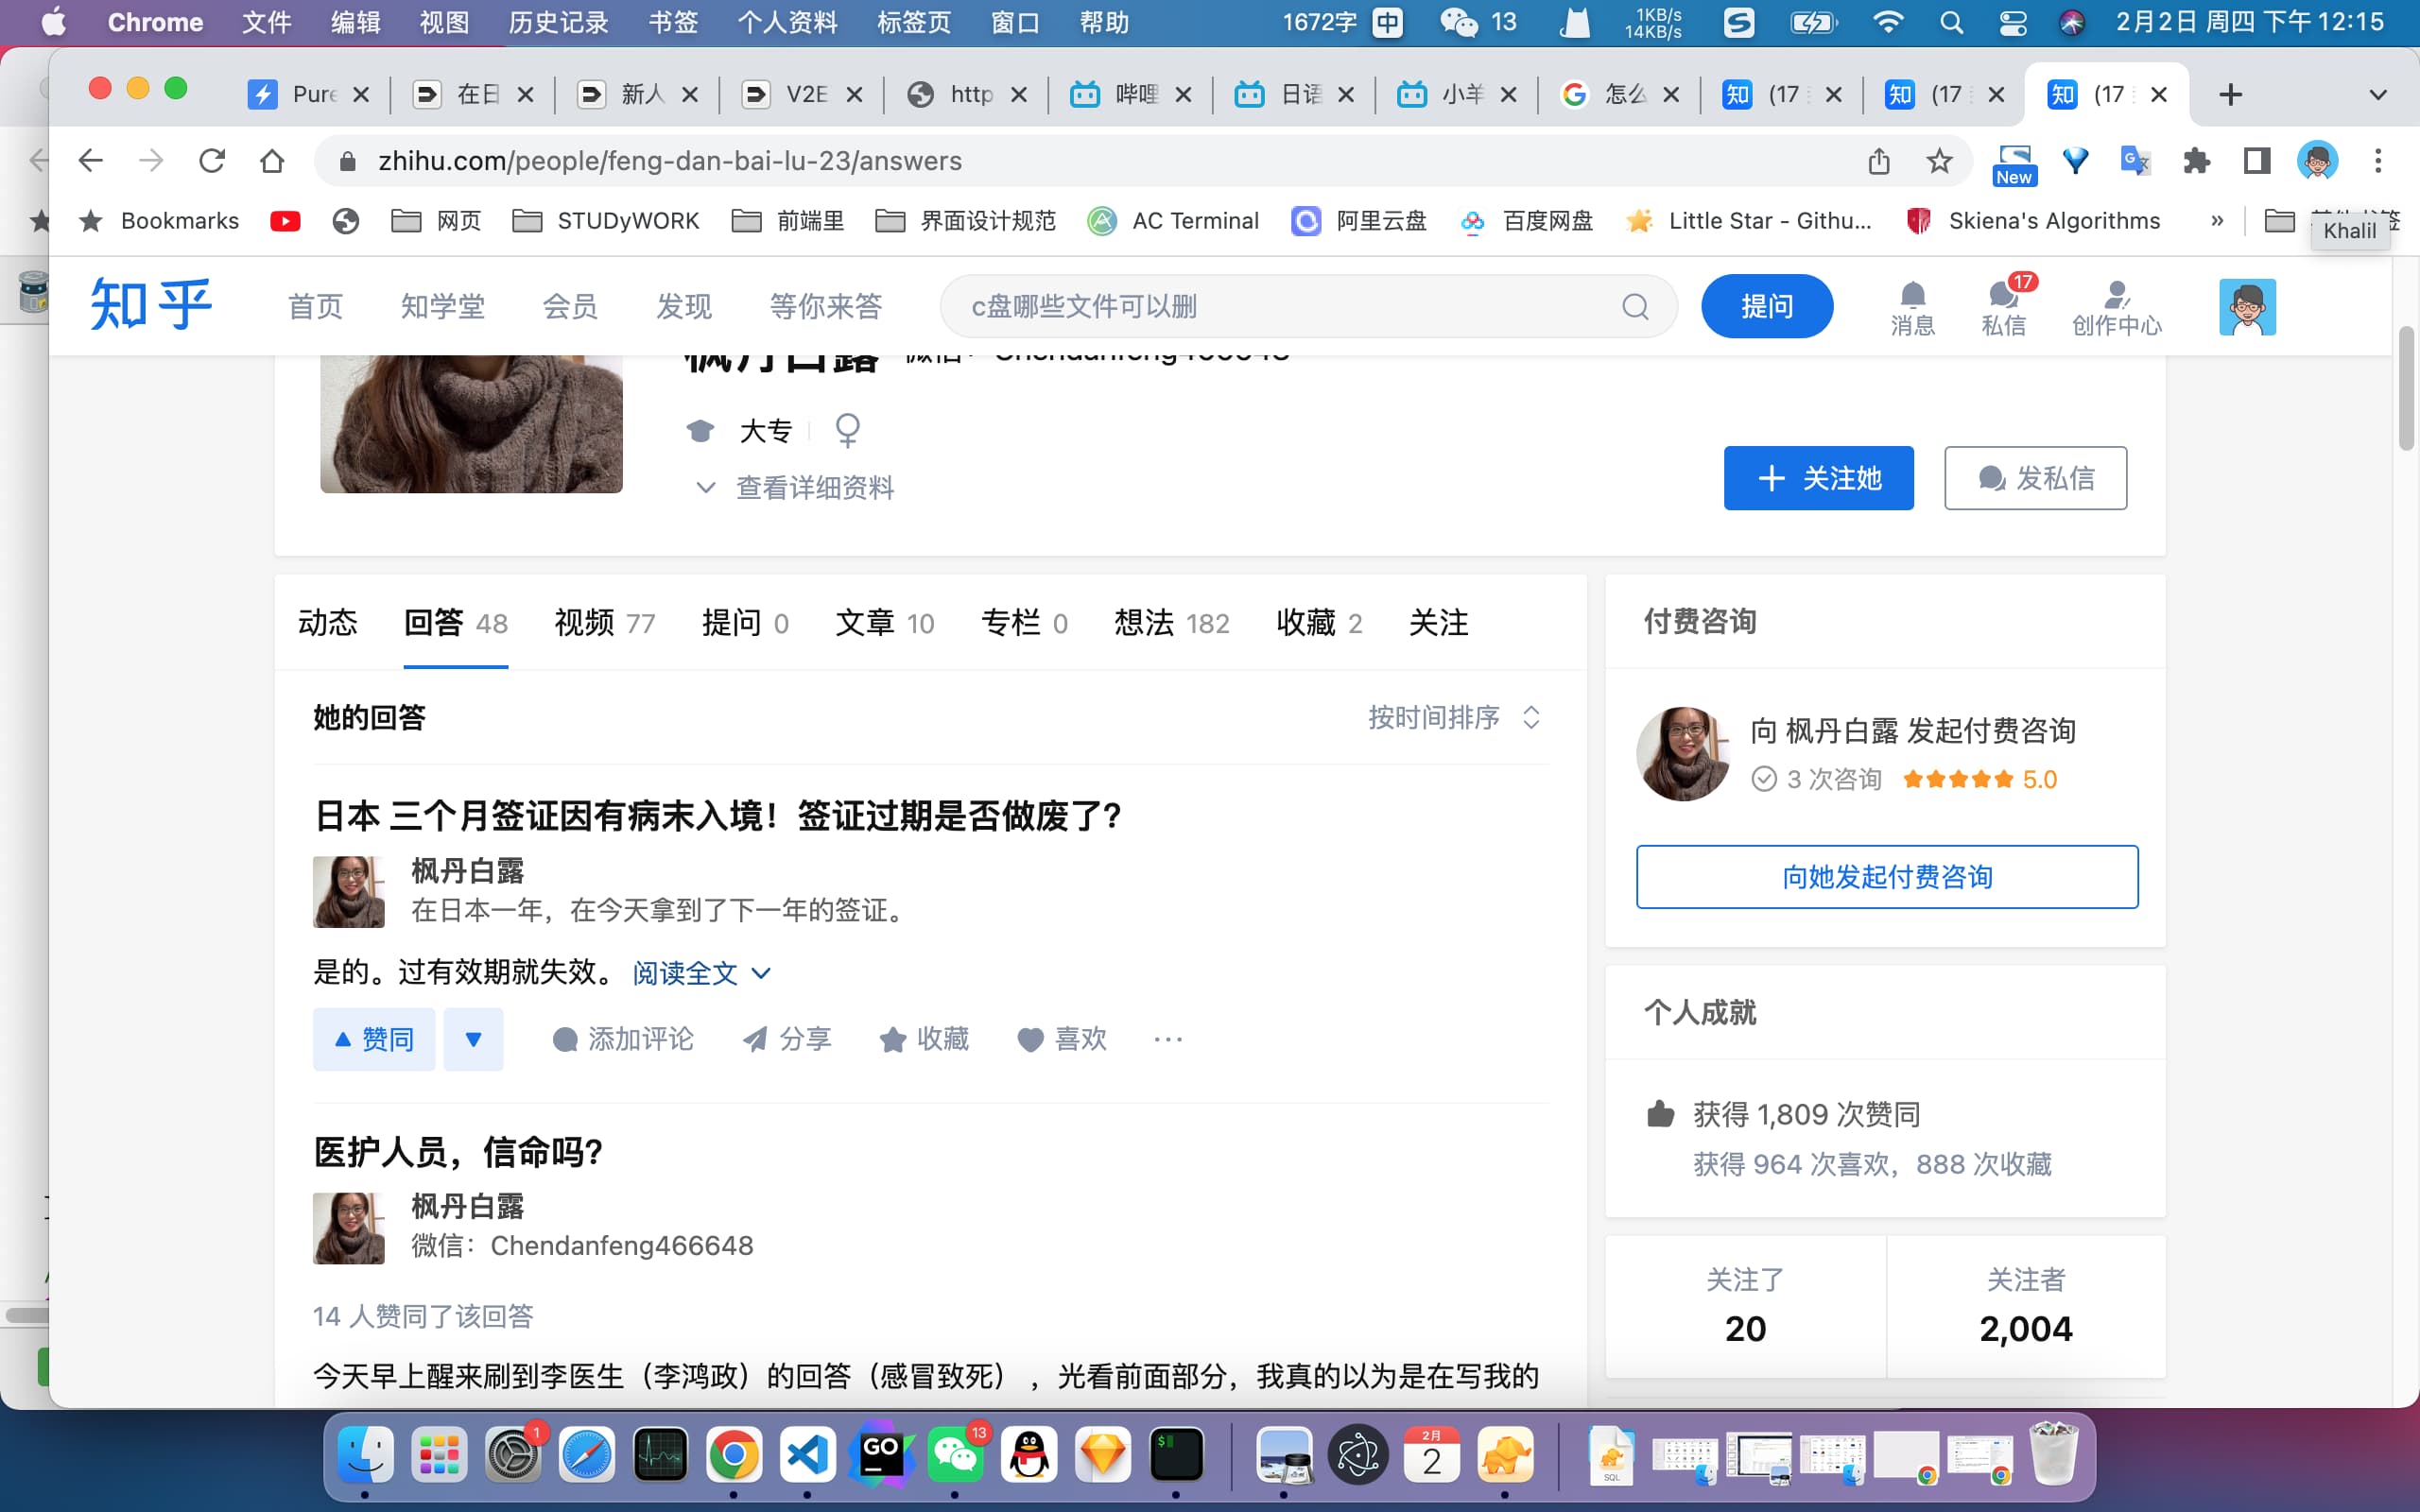 Chrome 文件 编辑 视图 历史记录 书签 个人资料 标签页 窗口 帮助 1672字 中 13 1KB/s 14KB/s 2月2日 周四 下午 12:15
Pure 在日 新人 V2E http 哔哩 日语 小羊 怎么 (17 (17 (17
zhihu.com/people/feng-dan-bai-lu-23/answers
New
Bookmarks 网页 STUDyWORK 前端里 界面设计规范 AC Terminal 阿里云盘 百度网盘 Little Star - Githu... Skiena's Algorithms »
Khalil
知乎 首页 知学堂 会员 发现 等你来答 c盘哪些文件可以删 提问 消息 17 私信 创作中心
枫丹白露 微信：Chendanfeng466648
大专
查看详细资料
关注她 发私信
动态 回答 48 视频 77 提问 0 文章 10 专栏 0 想法 182 收藏 2 关注
她的回答 按时间排序
日本 三个月签证因有病未入境！签证过期是否做废了？
枫丹白露
在日本一年，在今天拿到了下一年的签证。
是的。过有效期就失效。 阅读全文
赞同 添加评论 分享 收藏 喜欢 ···
医护人员，信命吗？
枫丹白露
微信：Chendanfeng466648
14 人赞同了该回答
今天早上醒来刷到李医生（李鸿政）的回答（感冒致死），光看前面部分，我真的以为是在写我的
付费咨询
向 枫丹白露 发起付费咨询
3 次咨询 5.0
向她发起付费咨询
个人成就
获得 1,809 次赞同
获得 964 次喜欢，888 次收藏
关注了 关注者
20 2,004
1 GO 13 $ 2月 2 SQL